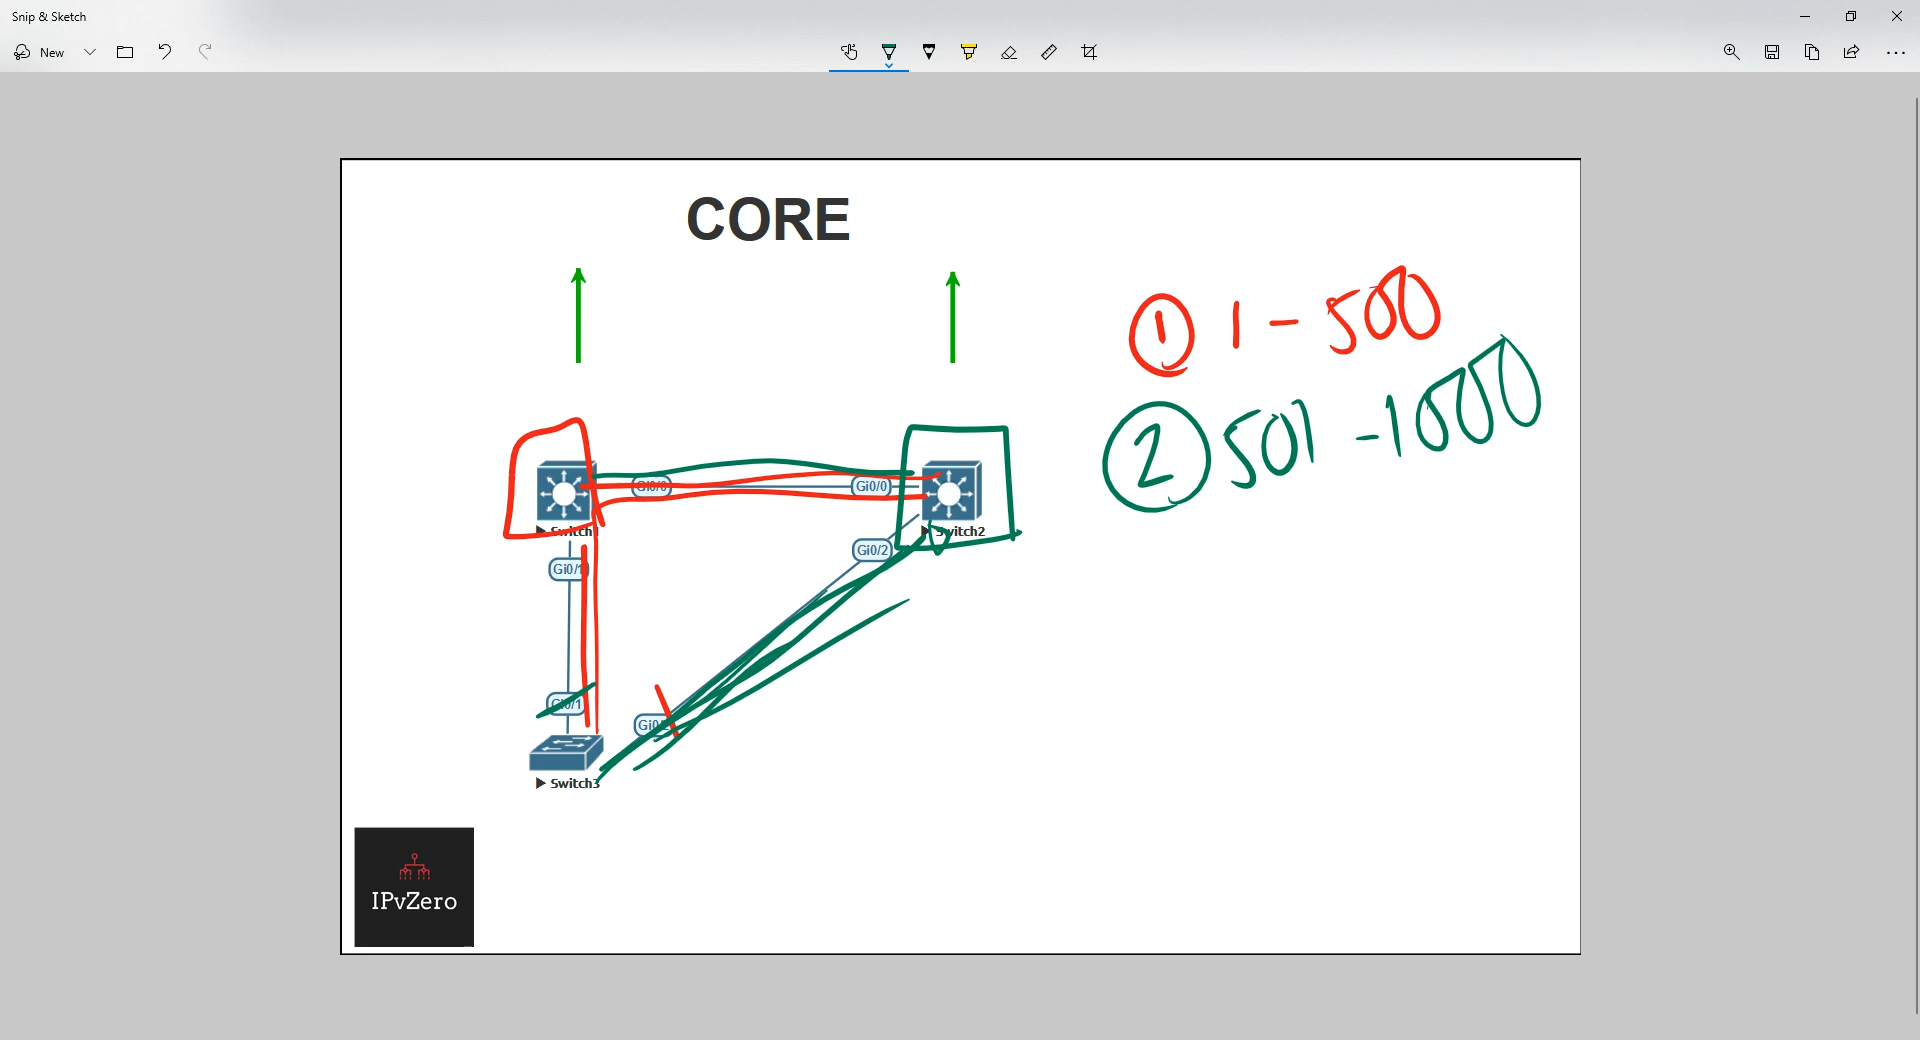 Snip & Sketch
New
CORE
① 1 - 500
② 501 - 1000
Gi0/0
Gi0/0
Switch1
Switch2
Gi0/2
Gi0/1
Gi0/1
Switch3
IPvZero